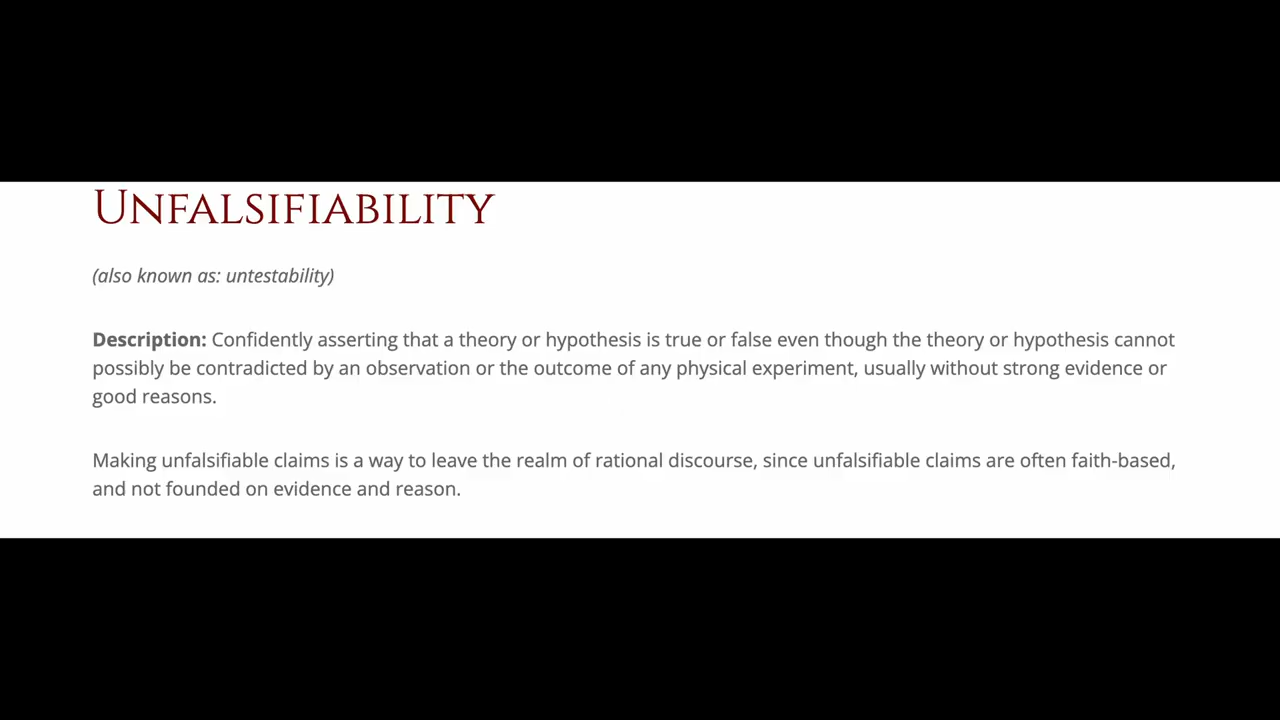 UNFALSIFIABILITY
(also known as: untestability)
Description: Confidently asserting that a theory or hypothesis is true or false even though the theory or hypothesis cannot
possibly be contradicted by an observation or the outcome of any physical experiment, usually without strong evidence or
good reasons.
Making unfalsifiable claims is a way to leave the realm of rational discourse, since unfalsifiable claims are often faith-based,
and not founded on evidence and reason.